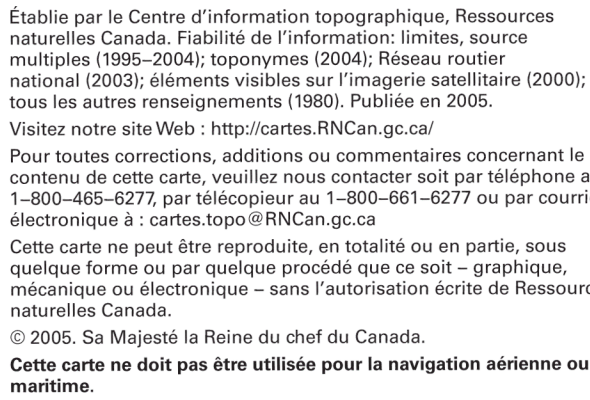 Établie par le Centre d'information topographique, Ressources
naturelles Canada. Fiabilité de l'information: limites, source
multiples (1995–2004); toponymes (2004); Réseau routier
national (2003); éléments visibles sur l'imagerie satellitaire (2000);
tous les autres renseignements (1980). Publiée en 2005.
Visitez notre site Web : http://cartes.RNCan.gc.ca/
Pour toutes corrections, additions ou commentaires concernant le
contenu de cette carte, veuillez nous contacter soit par téléphone a
1–800–465–6277, par télécopieur au 1–800–661–6277 ou par courri
électronique à : cartes.topo@RNCan.gc.ca
Cette carte ne peut être reproduite, en totalité ou en partie, sous
quelque forme ou par quelque procédé que ce soit – graphique,
mécanique ou électronique – sans l'autorisation écrite de Ressourc
naturelles Canada.
© 2005. Sa Majesté la Reine du chef du Canada.
Cette carte ne doit pas être utilisée pour la navigation aérienne ou
maritime.